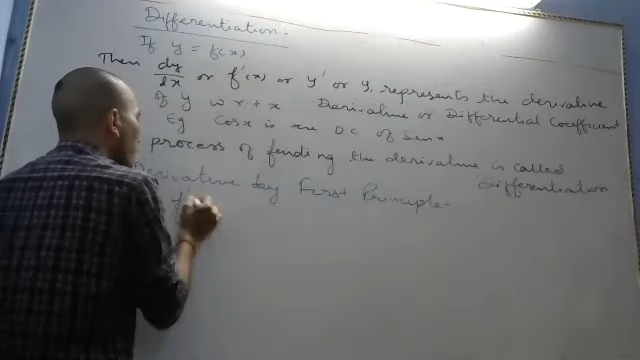 Differentiation:
If y = f(x)
Then dy/dx or f'(x) or y' or y, represents the derivative
of y w.r.t x Derivative or Differential Coefficient
Eg Cosx is the D.C of Sinx
process of finding the derivative is called
Differentiation
Derivative by First Principle-